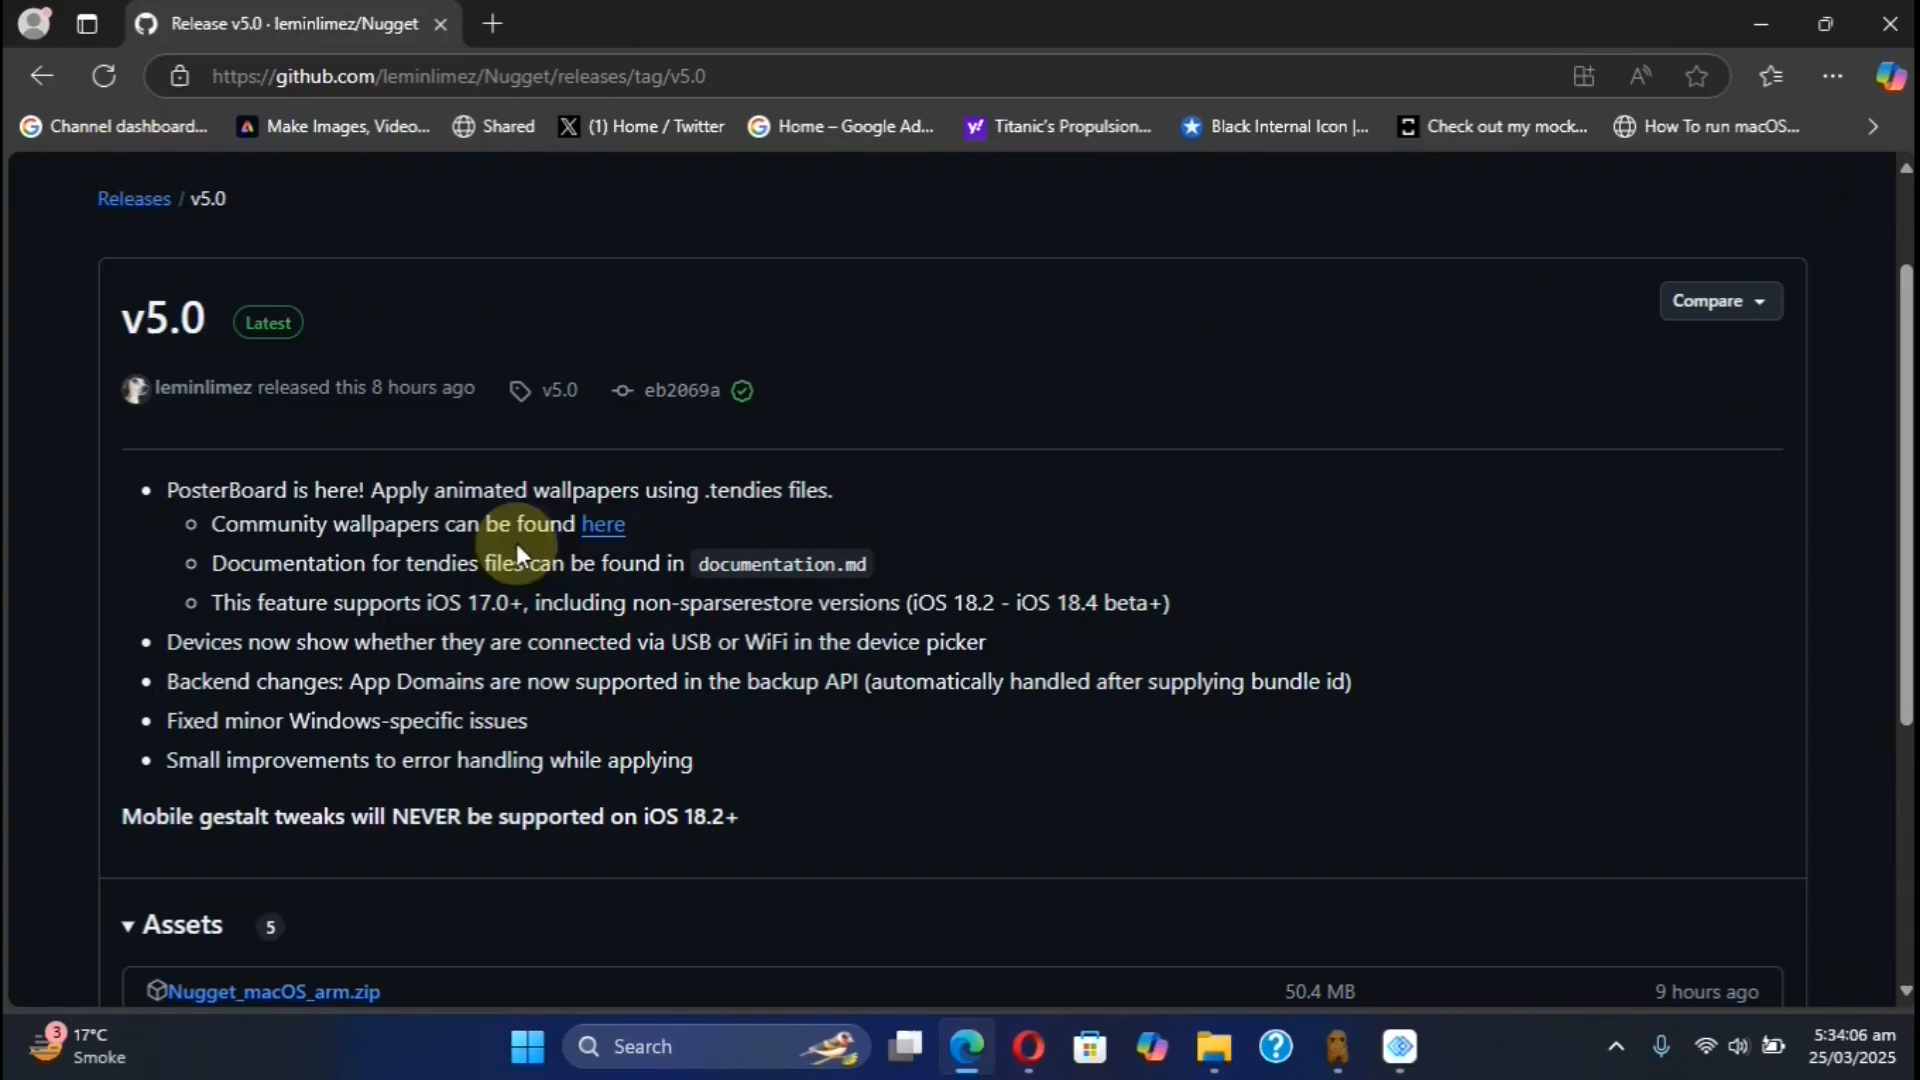 Release v5.0 · leminlimez/Nugget
https://github.com/leminlimez/Nugget/releases/tag/v5.0
Channel dashboard...
Make Images, Video...
Shared
(1) Home / Twitter
Home – Google Ad...
Titanic's Propulsion...
Black Internal Icon |...
Check out my mock...
How To run macOS...
Releases / v5.0
v5.0 Latest
Compare
leminlimez released this 8 hours ago v5.0 eb2069a
• PosterBoard is here! Apply animated wallpapers using .tendies files.
Community wallpapers can be found here
Documentation for tendies files can be found in documentation.md
This feature supports iOS 17.0+, including non-sparserestore versions (iOS 18.2 - iOS 18.4 beta+)
• Devices now show whether they are connected via USB or WiFi in the device picker
• Backend changes: App Domains are now supported in the backup API (automatically handled after supplying bundle id)
• Fixed minor Windows-specific issues
• Small improvements to error handling while applying
Mobile gestalt tweaks will NEVER be supported on iOS 18.2+
Assets 5
Nugget_macOS_arm.zip 50.4 MB 9 hours ago
3
17°C
Smoke
Search
5:34:06 am
25/03/2025